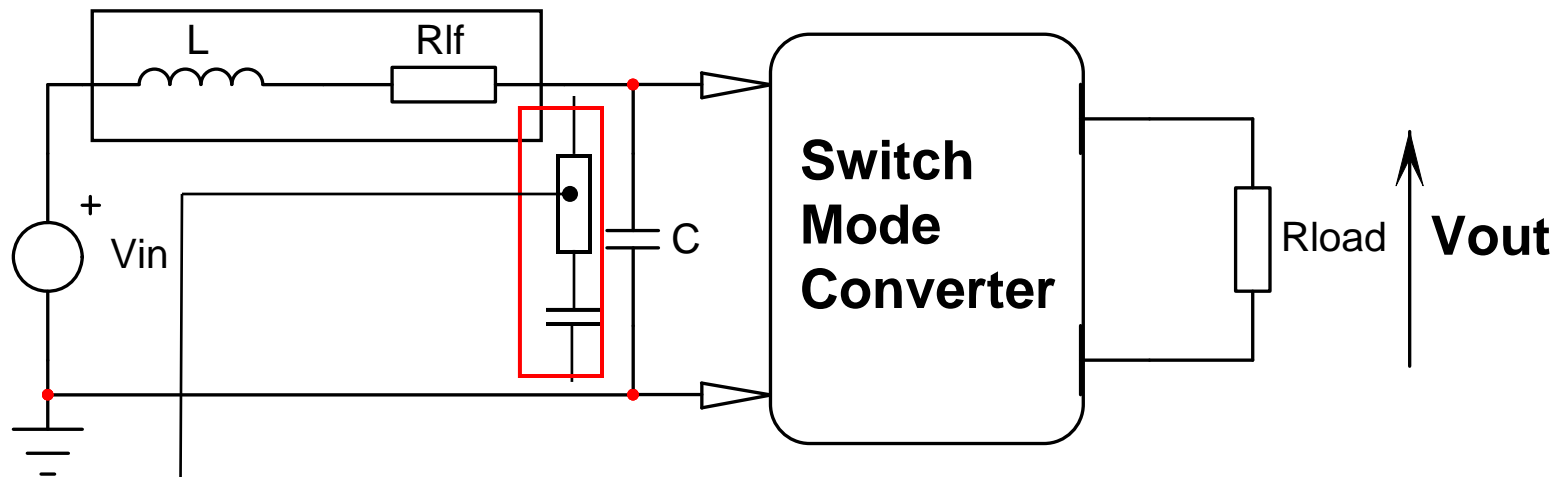 L
Rlf
+
Vin
C
Switch
Mode
Converter
Rload
Vout